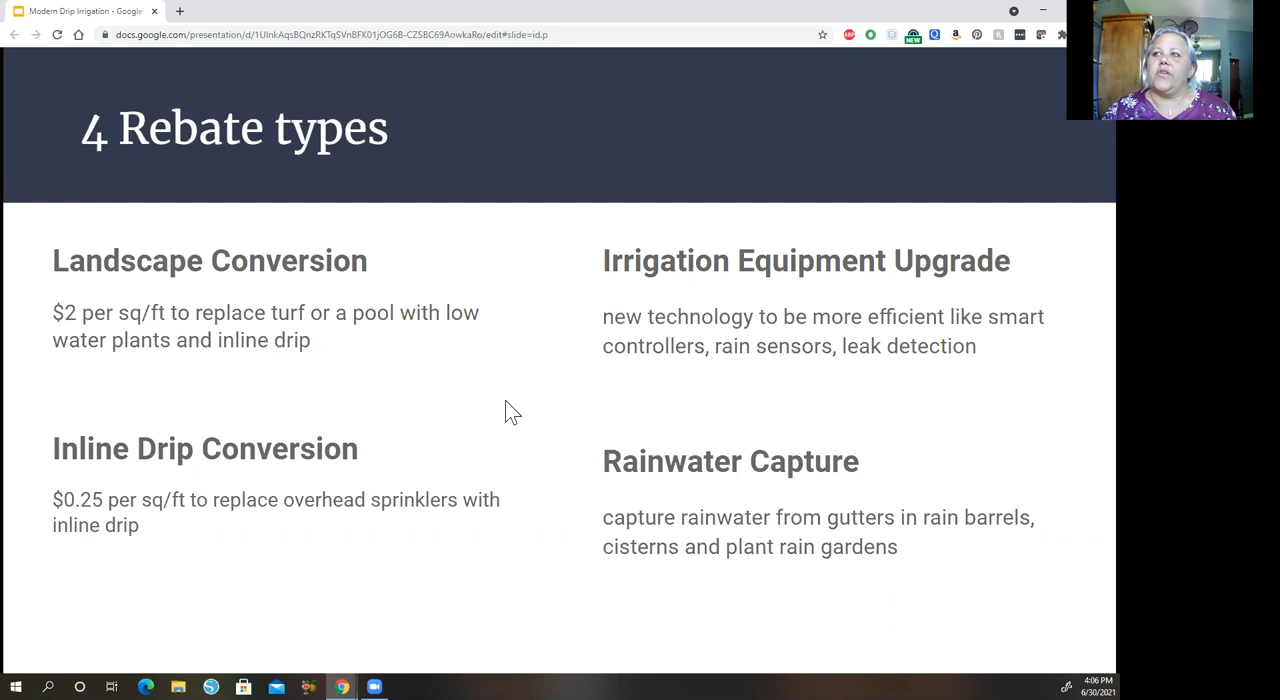 Modern Drip Irrigation - Google
docs.google.com/presentation/d/1UInkAqsBQnzRKTqSVnBFK01jOG6B-CZSBC69AowkaRo/edit#slide=id.p
ABP
NEW
4 Rebate types
Landscape Conversion
$2 per sq/ft to replace turf or a pool with low
water plants and inline drip
Inline Drip Conversion
$0.25 per sq/ft to replace overhead sprinklers with
inline drip
Irrigation Equipment Upgrade
new technology to be more efficient like smart
controllers, rain sensors, leak detection
Rainwater Capture
capture rainwater from gutters in rain barrels,
cisterns and plant rain gardens
4:06 PM
6/30/2021